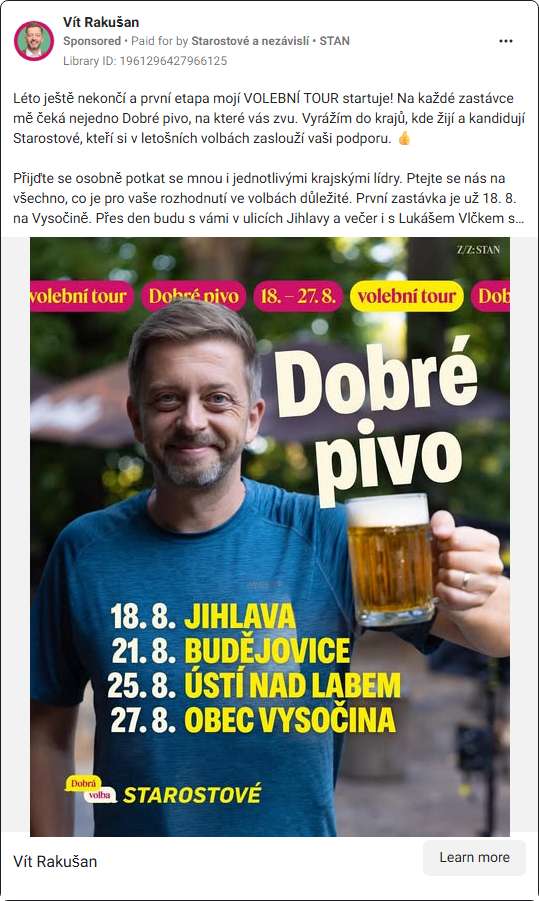 Vít Rakušan
Sponsored • Paid for by Starostové a nezávislí • STAN
Library ID: 1961296427966125
Léto ještě nekončí a první etapa mojí VOLEBNÍ TOUR startuje! Na každé zastávce
mě čeká nejedno Dobré pivo, na které vás zvu. Vyrážím do krajů, kde žijí a kandidují
Starostové, kteří si v letošních volbách zaslouží vaši podporu. 👍
Přijďte se osobně potkat se mnou i jednotlivými krajskými lídry. Ptejte se nás na
všechno, co je pro vaše rozhodnutí ve volbách důležité. První zastávka je už 18. 8.
na Vysočině. Přes den budu s vámi v ulicích Jihlavy a večer i s Lukášem Vlčkem s...
Z/Z: STAN
volební tour Dobré pivo 18. – 27. 8. volební tour Dob
Dobré
pivo
18. 8. JIHLAVA
21. 8. BUDĚJOVICE
25. 8. ÚSTÍ NAD LABEM
27. 8. OBEC VYSOČINA
Dobrá
volba
STAROSTOVÉ
Vít Rakušan
Learn more